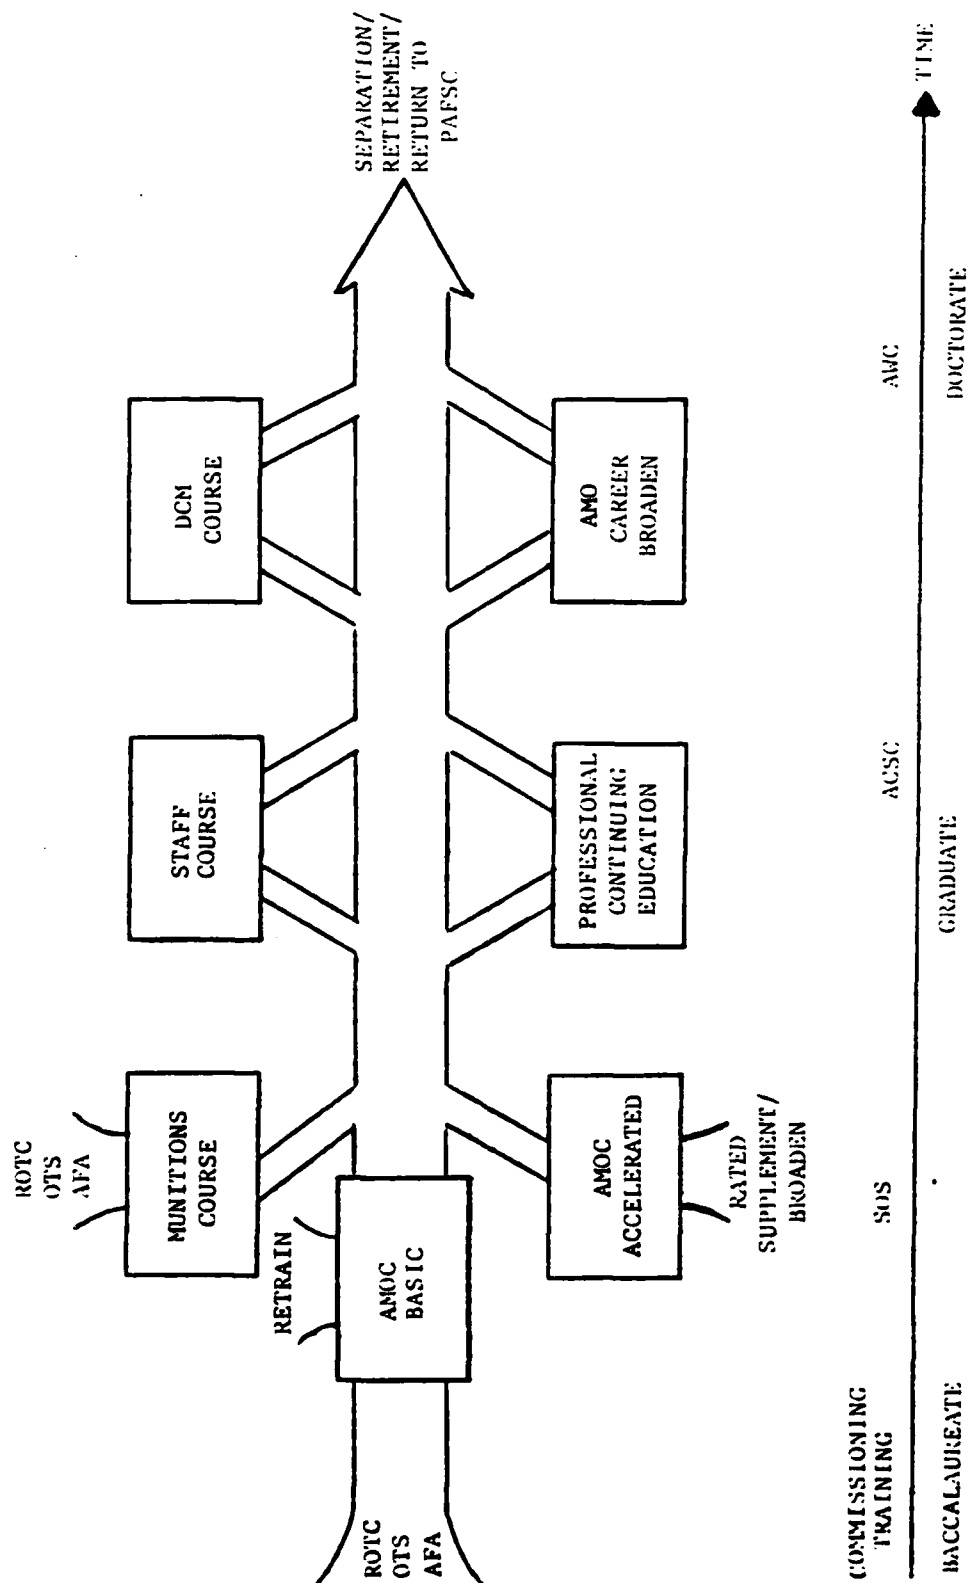 ROTC
OTS
AFA
MUNITIONS
COURSE
STAFF
COURSE
DCM
COURSE
ROTC
OTS
AFA
RETRAIN
AMOC
BASIC
SEPARATION/
RETIREMENT/
RETURN TO
PAFSC
AMOC
ACCELERATED
RATED
SUPPLEMENT/
BROADEN
PROFESSIONAL
CONTINUING
EDUCATION
AMO
CAREER
BROADEN
COMMISSIONING
TRAINING
SOS
ACSC
AWC
TIME
BACCALAUREATE
GRADUATE
DOCTORATE